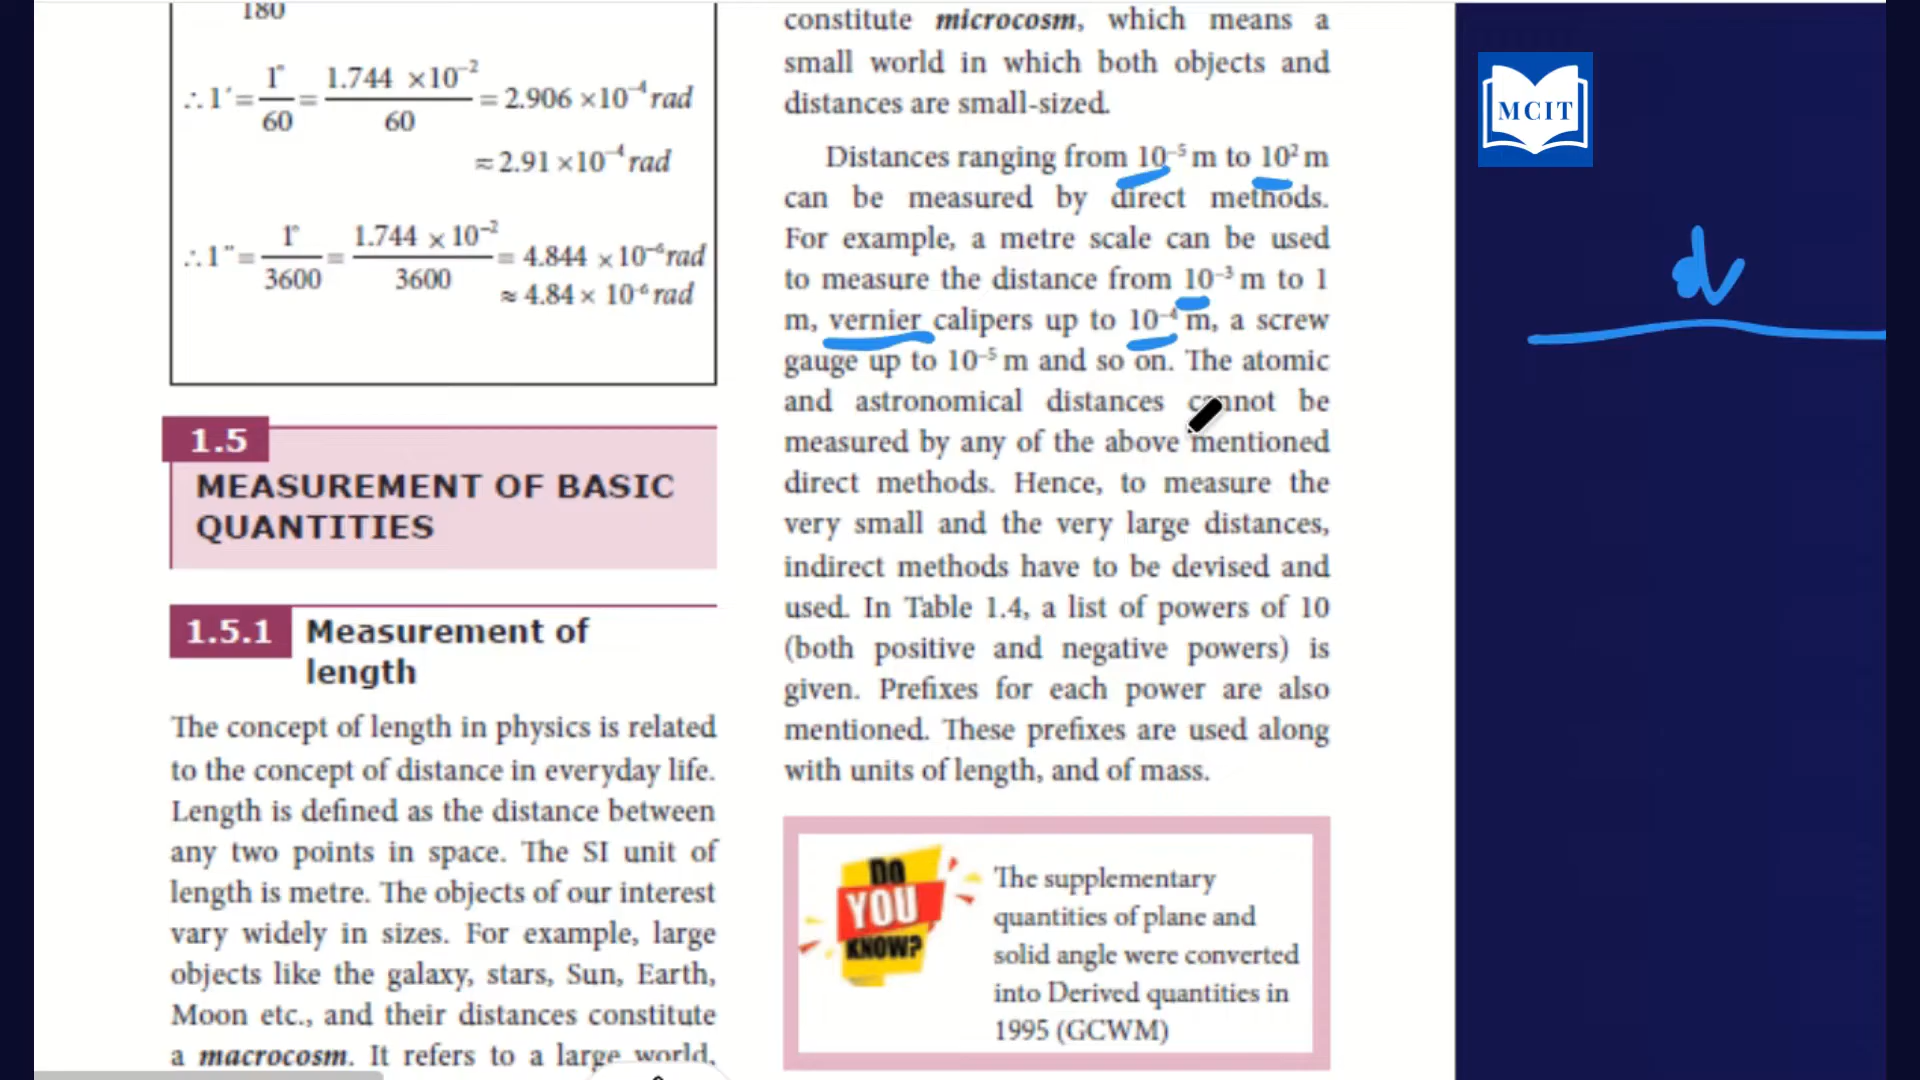 180
∴ 1′ = 1° / 60 = 1.744 ×10⁻² / 60 = 2.906 ×10⁻⁴ rad
≈ 2.91 ×10⁻⁴ rad
∴ 1″ = 1° / 3600 = 1.744 × 10⁻² / 3600 = 4.844 ×10⁻⁶ rad
≈ 4.84 × 10⁻⁶ rad
1.5
MEASUREMENT OF BASIC
QUANTITIES
1.5.1 Measurement of
length
The concept of length in physics is related
to the concept of distance in everyday life.
Length is defined as the distance between
any two points in space. The SI unit of
length is metre. The objects of our interest
vary widely in sizes. For example, large
objects like the galaxy, stars, Sun, Earth,
Moon etc., and their distances constitute
a macrocosm. It refers to a large world,
constitute microcosm, which means a
small world in which both objects and
distances are small-sized.
Distances ranging from 10⁻⁵ m to 10² m
can be measured by direct methods.
For example, a metre scale can be used
to measure the distance from 10⁻³ m to 1
m, vernier calipers up to 10⁻⁴ m, a screw
gauge up to 10⁻⁵ m and so on. The atomic
and astronomical distances cannot be
measured by any of the above mentioned
direct methods. Hence, to measure the
very small and the very large distances,
indirect methods have to be devised and
used. In Table 1.4, a list of powers of 10
(both positive and negative powers) is
given. Prefixes for each power are also
mentioned. These prefixes are used along
with units of length, and of mass.
DO
YOU
KNOW?
The supplementary
quantities of plane and
solid angle were converted
into Derived quantities in
1995 (GCWM)
MCIT